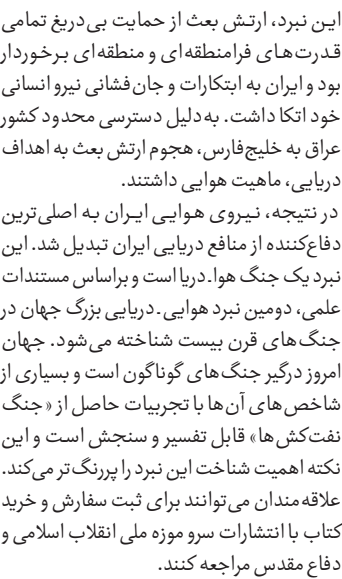 این نبرد، ارتش بعث از حمایت بی‌دریغ تمامی
قدرت‌های فرامنطقه‌ای و منطقه‌ای برخوردار
بود و ایران به ابتکارات و جان‌فشانی نیرو انسانی
خود اتکا داشت. به‌دلیل دسترسی محدود کشور
عراق به خلیج‌فارس، هجوم ارتش بعث به اهداف
دریایی، ماهیت هوایی داشتند.
در نتیجه، نیروی هوایی ایران به اصلی‌ترین
دفاع‌کننده از منافع دریایی ایران تبدیل شد. این
نبرد یک جنگ هوا ـ دریا است و براساس مستندات
علمی، دومین نبرد هوایی ـ دریایی بزرگ جهان در
جنگ‌های قرن بیست شناخته می‌شود. جهان
امروز درگیر جنگ‌های گوناگون است و بسیاری از
شاخص‌های آن‌ها با تجربیات حاصل از «جنگ
نفت‌کش‌ها» قابل تفسیر و سنجش است و این
نکته اهمیت شناخت این نبرد را پررنگ‌تر می‌کند.
علاقه‌مندان می‌توانند برای ثبت سفارش و خرید
کتاب با انتشارات سرو موزه ملی انقلاب اسلامی و
دفاع مقدس مراجعه کنند.